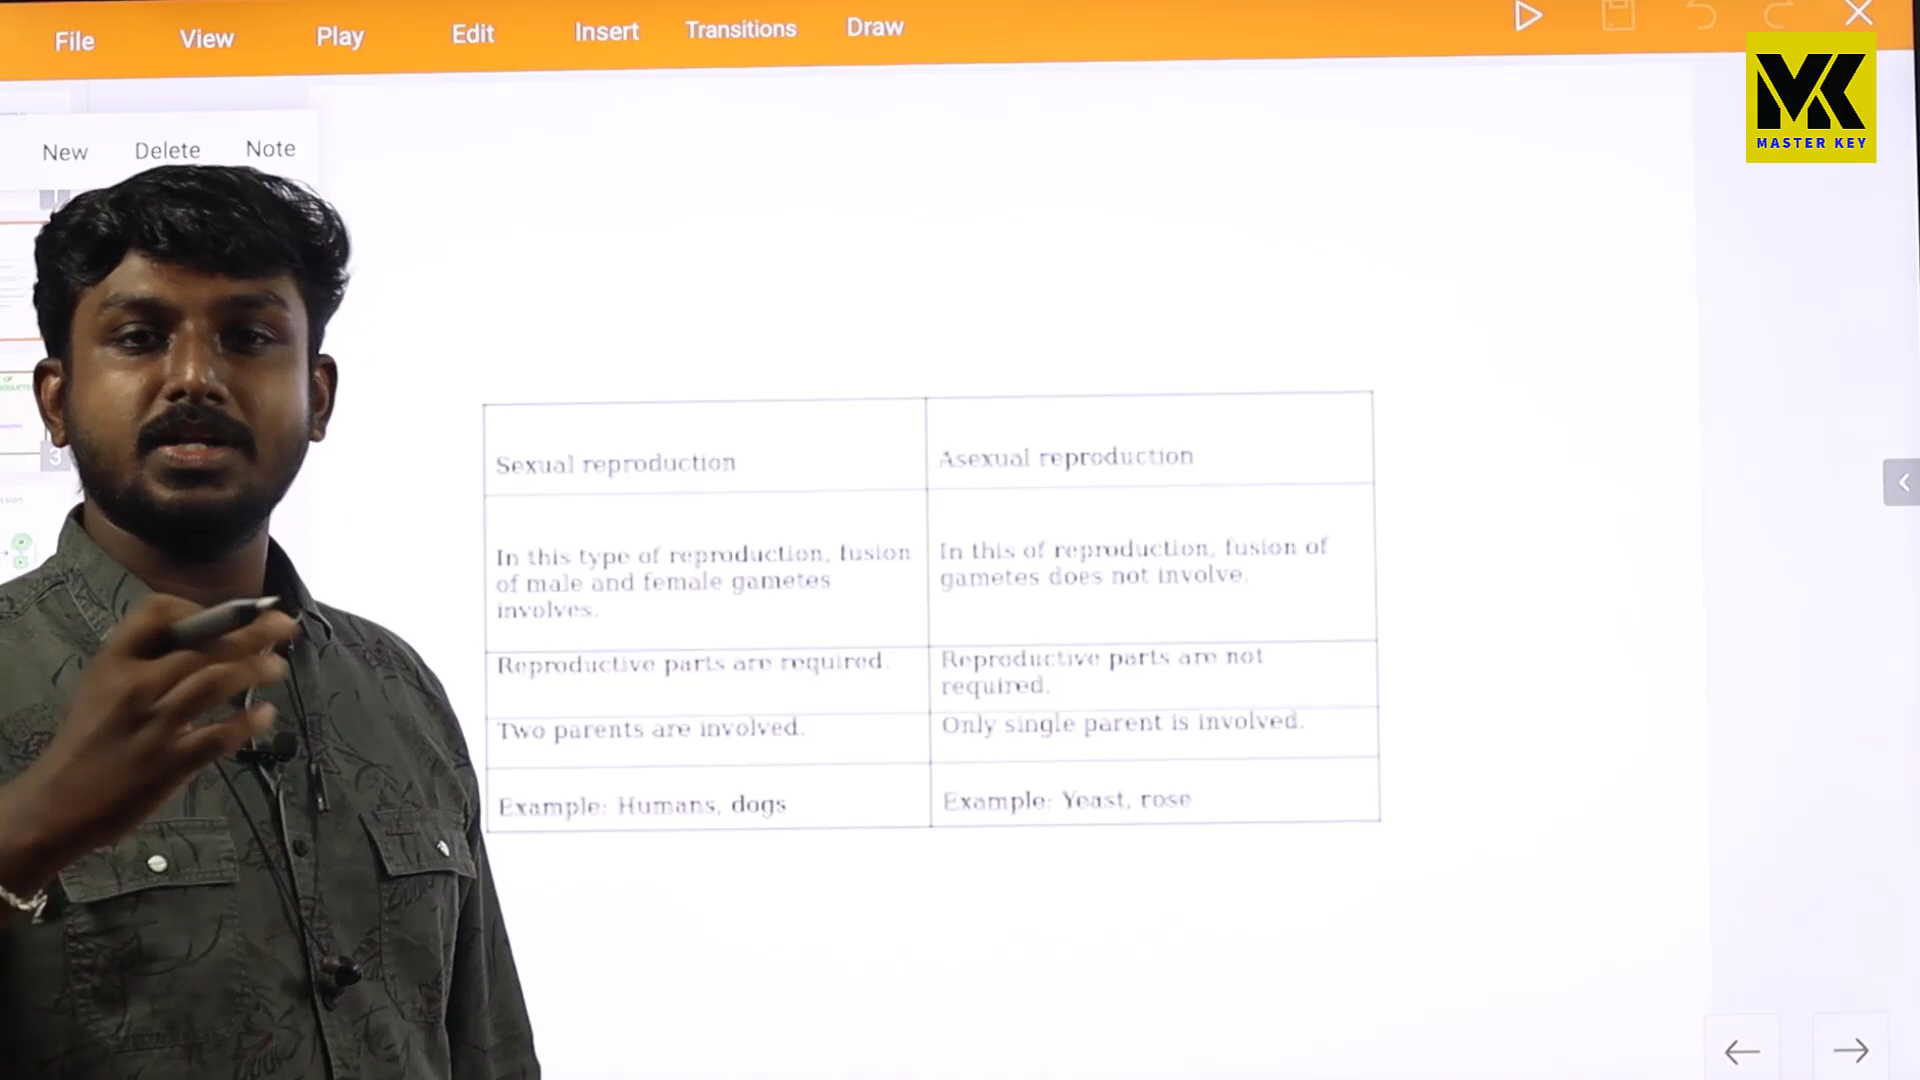 File View Play Edit Insert Transitions Draw
MASTER KEY
New Delete Note
3
Sexual reproduction
Asexual reproduction
In this type of reproduction, fusion
of male and female gametes
involves.
In this of reproduction, fusion of
gametes does not involve.
Reproductive parts are required.
Reproductive parts are not
required.
Two parents are involved.
Only single parent is involved.
Example: Humans, dogs
Example: Yeast, rose